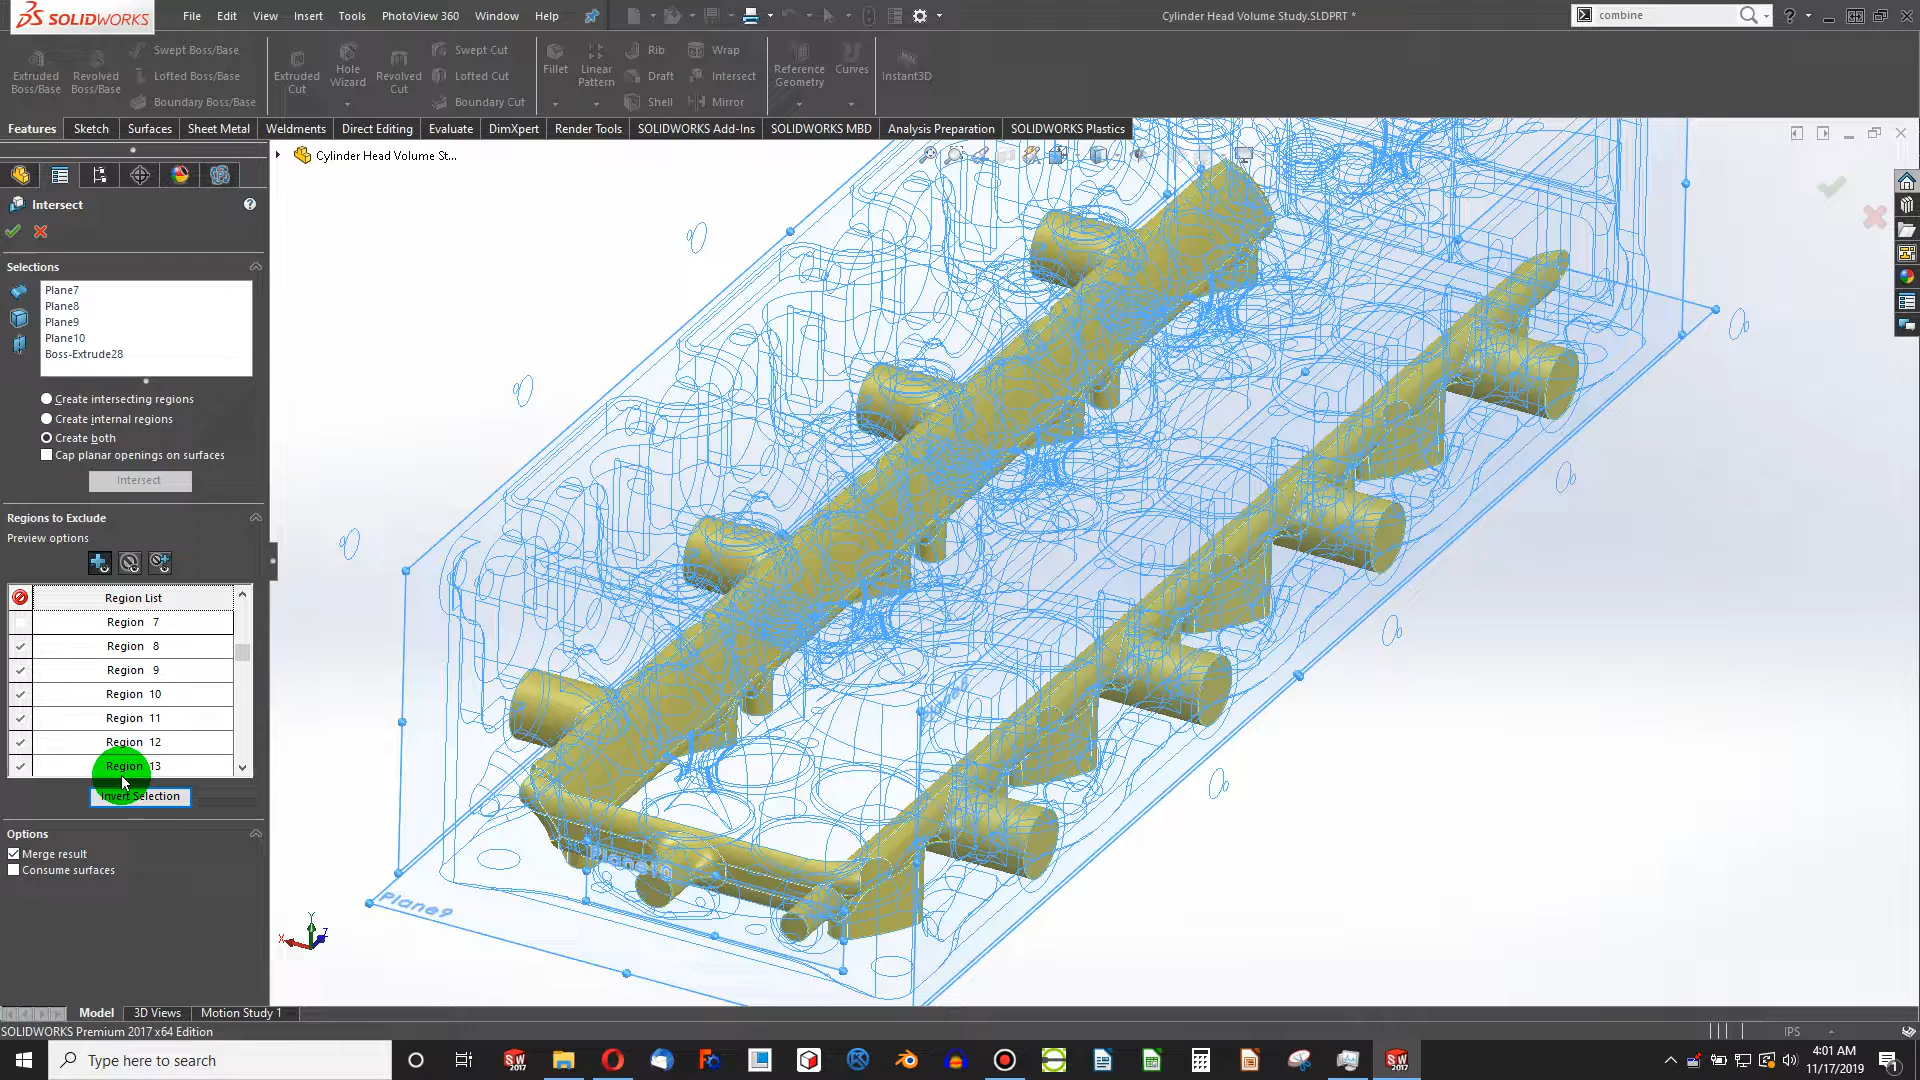 SOLIDWORKS
File Edit View Insert Tools PhotoView 360 Window Help
Cylinder Head Volume Study.SLDPRT *
combine
Extruded Boss/Base
Revolved Boss/Base
Swept Boss/Base
Lofted Boss/Base
Boundary Boss/Base
Extruded Cut
Hole Wizard
Revolved Cut
Swept Cut
Lofted Cut
Boundary Cut
Fillet
Linear Pattern
Rib
Draft
Shell
Wrap
Intersect
Mirror
Reference Geometry
Curves
Instant3D
Features Sketch Surfaces Sheet Metal Weldments Direct Editing Evaluate DimXpert Render Tools SOLIDWORKS Add-Ins SOLIDWORKS MBD Analysis Preparation SOLIDWORKS Plastics
Cylinder Head Volume St...
Intersect
Selections
Plane7
Plane8
Plane9
Plane10
Boss-Extrude28
Create intersecting regions
Create internal regions
Create both
Cap planar openings on surfaces
Intersect
Regions to Exclude
Preview options
Region List
Region 7
Region 8
Region 9
Region 10
Region 11
Region 12
Region 13
Invert Selection
Options
Merge result
Consume surfaces
Plane10
Plane9
Y
X
Z
Model 3D Views Motion Study 1
SOLIDWORKS Premium 2017 x64 Edition
IPS
Type here to search
4:01 AM
11/17/2019